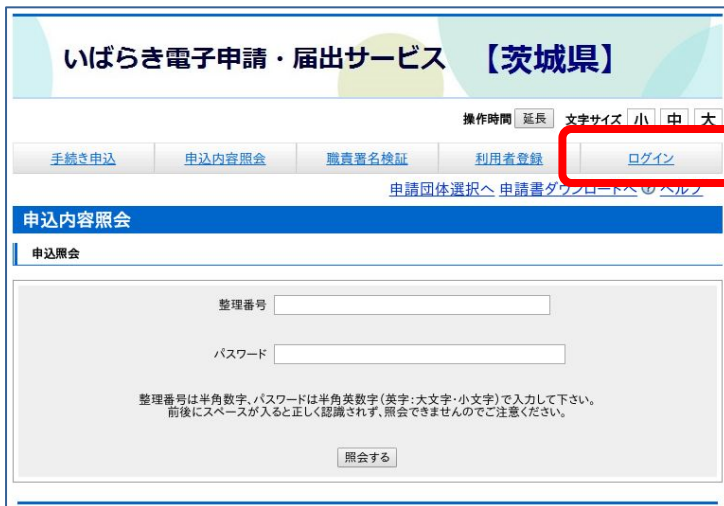 いばらき電子申請・届出サービス 【茨城県】
操作時間 延長 文字サイズ 小 中 大
手続き申込 申込内容照会 職責署名検証 利用者登録 ログイン
申請団体選択へ 申請書ダウンロードへ ヘルプ
申込内容照会
申込照会
整理番号
パスワード
整理番号は半角数字、パスワードは半角英数字(英字:大文字・小文字)で入力して下さい。
前後にスペースが入ると正しく認識されず、照会できませんのでご注意ください。
照会する